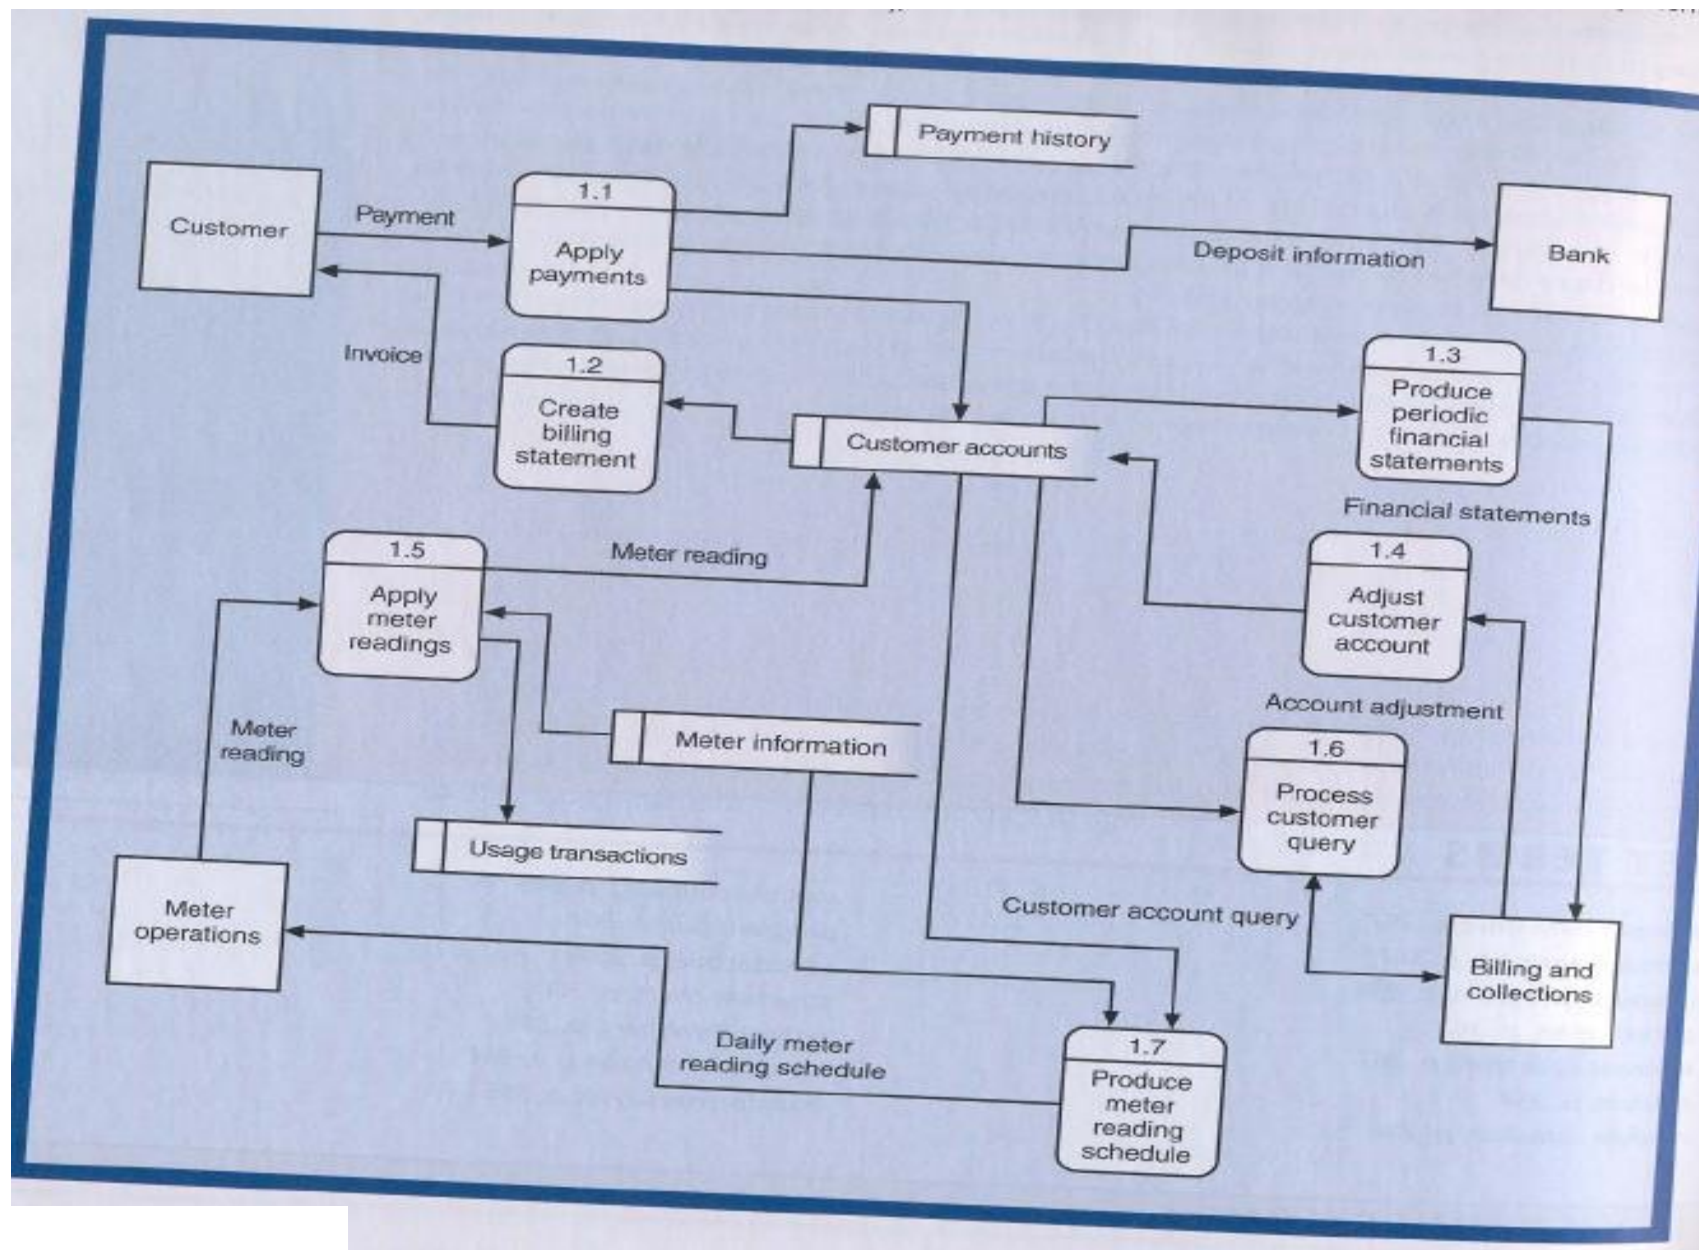 Payment history
1.1
Customer
Payment
Apply
payments
Deposit information
Bank
Invoice
1.2
Create
billing
statement
Customer accounts
1.3
Produce
periodic
financial
statements
Financial statements
1.5
Apply
meter
readings
Meter reading
1.4
Adjust
customer
account
Account adjustment
Meter
reading
Meter information
1.6
Process
customer
query
Usage transactions
Meter
operations
Customer account query
Billing and
collections
Daily meter
reading schedule
1.7
Produce
meter
reading
schedule